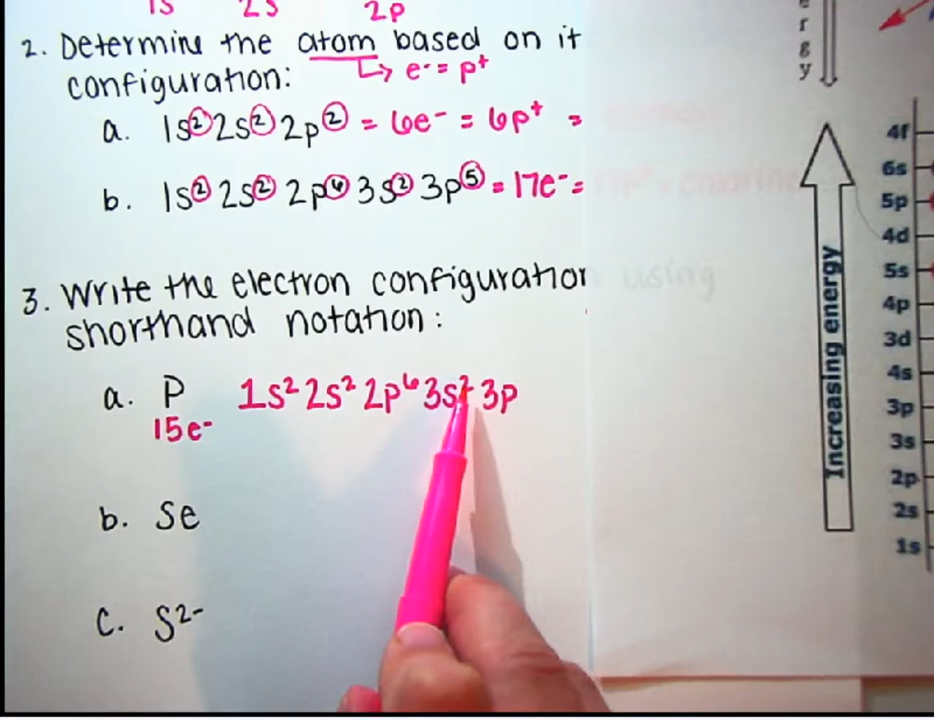 1s 2s 2p
2. Determine the atom based on it
configuration: ↳ e⁻ = p⁺
a. 1s² 2s² 2p² = 6e⁻ = 6p⁺ =
b. 1s² 2s² 2p⁶ 3s² 3p⁵ = 17e⁻ =
3. Write the electron configuration using
shorthand notation:
a. P 1s² 2s² 2p⁶ 3s² 3p
15e⁻
b. Se
c. S²⁻
ergy
Increasing energy
4f
6s
5p
4d
5s
4p
3d
4s
3p
3s
2p
2s
1s